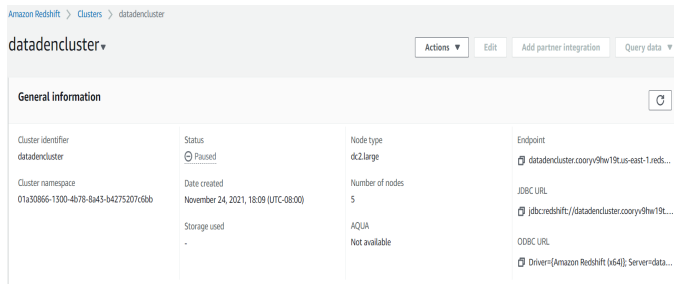 Amazon Redshift > Clusters > datadencluster
datadencluster
Actions Edit Add partner integration Query data
General information
Cluster identifier
datadencluster
Cluster namespace
01a30866-1300-4b78-8a43-b4275207c6bb
Status
Paused
Date created
November 24, 2021, 18:09 (UTC-08:00)
Storage used
-
Node type
dc2.large
Number of nodes
5
AQUA
Not available
Endpoint
datadencluster.cooryv9hw19t.us-east-1.reds...
JDBC URL
jdbc:redshift://datadencluster.cooryv9hw19t....
ODBC URL
Driver={Amazon Redshift (x64)}; Server=data...